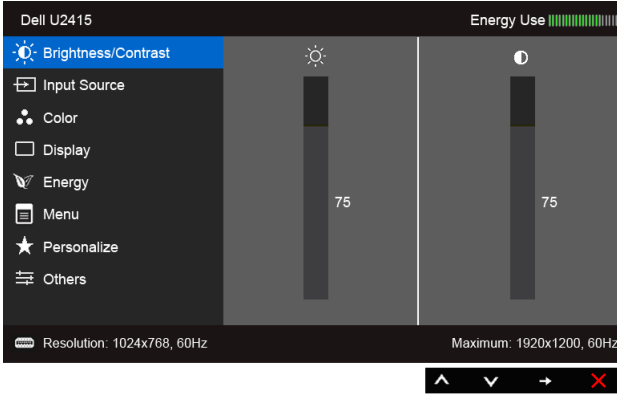 Dell U2415
Energy Use
Brightness/Contrast
Input Source
Color
Display
Energy
Menu
Personalize
Others
75
75
Resolution: 1024x768, 60Hz
Maximum: 1920x1200, 60Hz